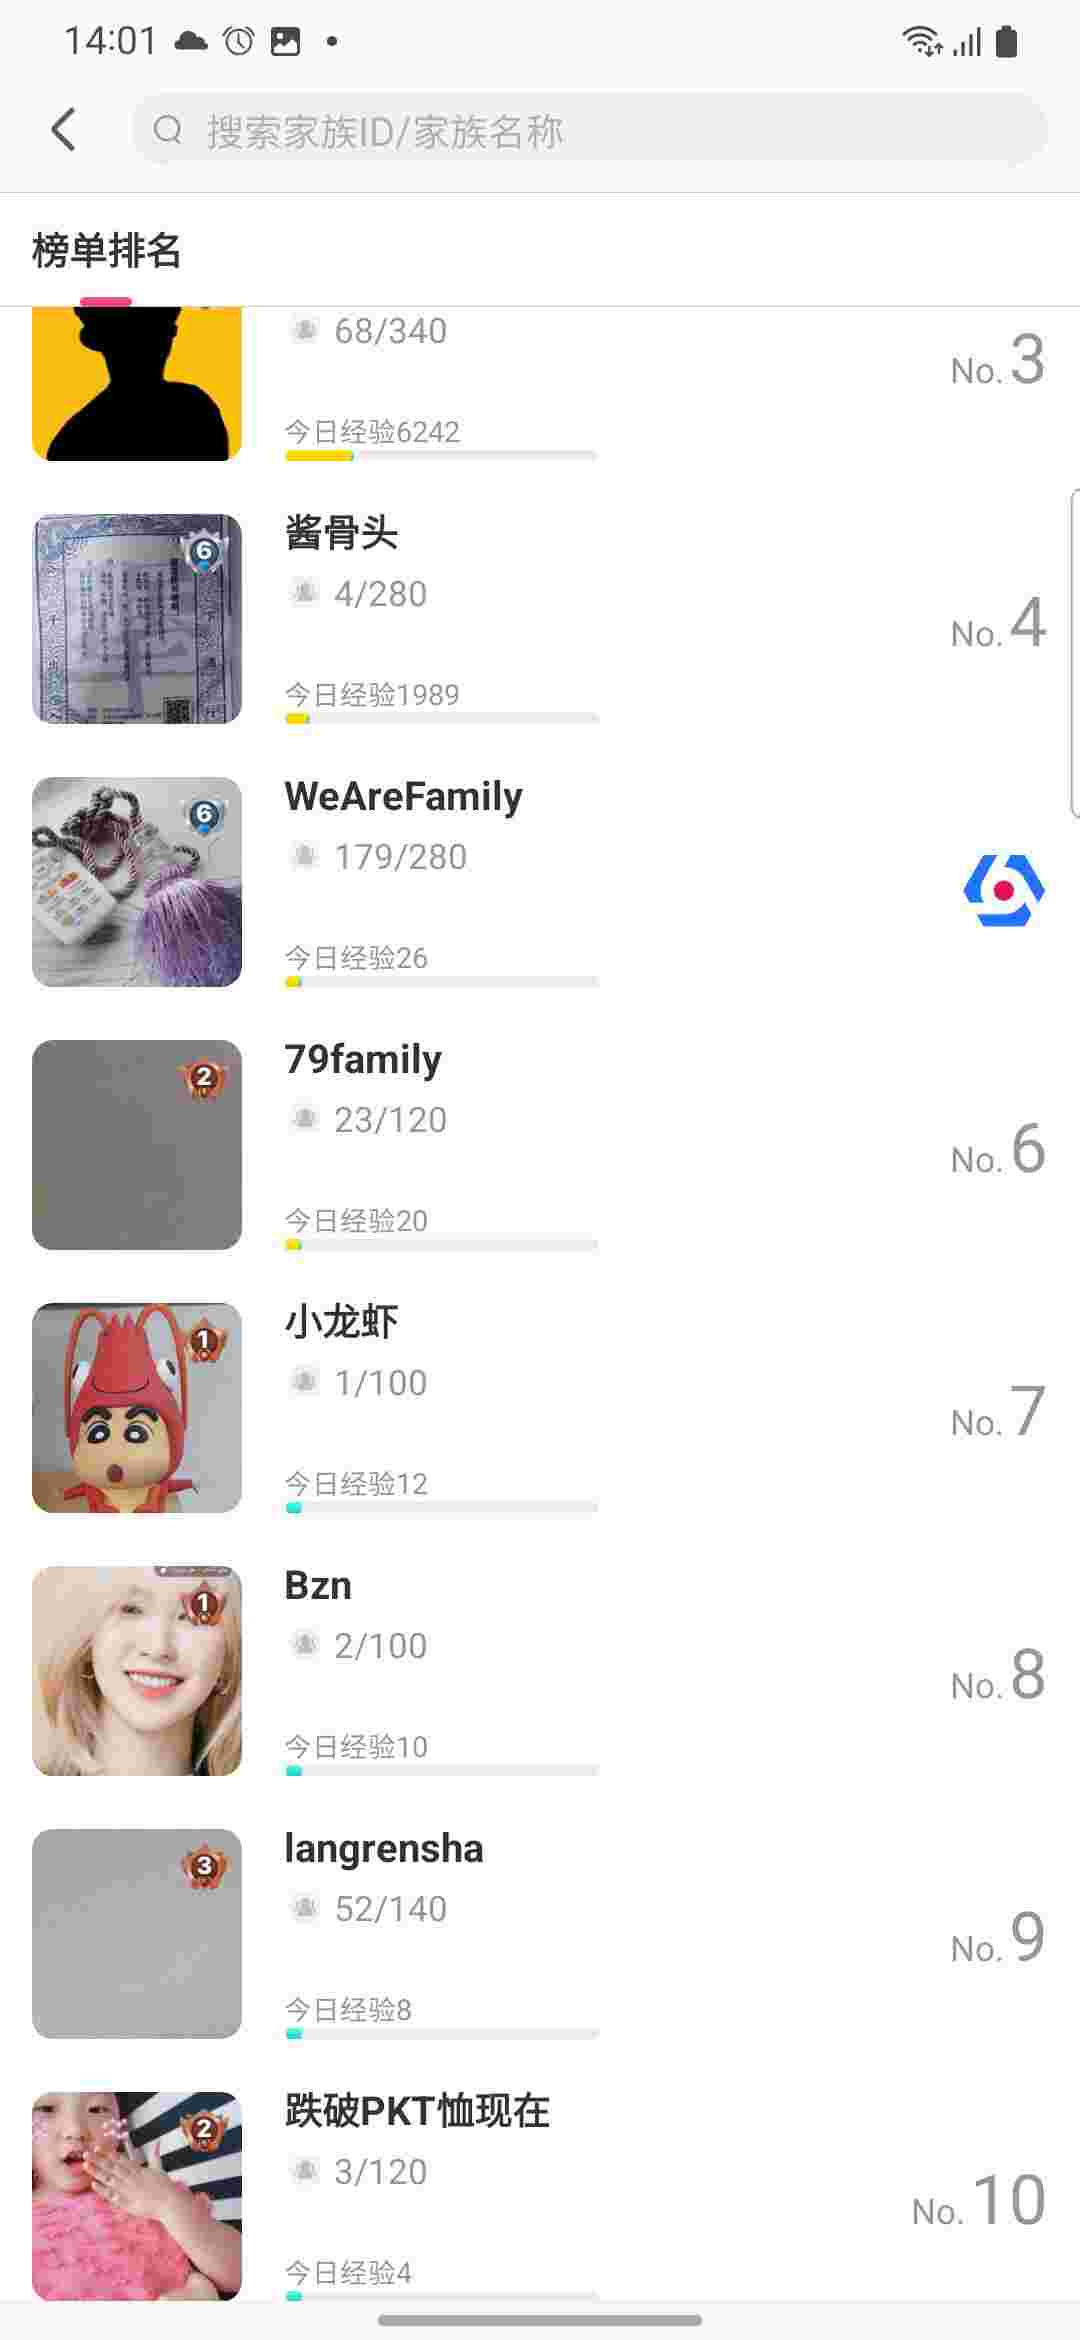 14:01
搜索家族ID/家族名称
榜单排名
68/340
No.3
今日经验6242
6
酱骨头
4/280
No.4
今日经验1989
6
WeAreFamily
179/280
今日经验26
2
79family
23/120
No.6
今日经验20
1
小龙虾
1/100
No.7
今日经验12
1
Bzn
2/100
No.8
今日经验10
3
langrensha
52/140
No.9
今日经验8
2
跌破PKT恤现在
3/120
No.10
今日经验4